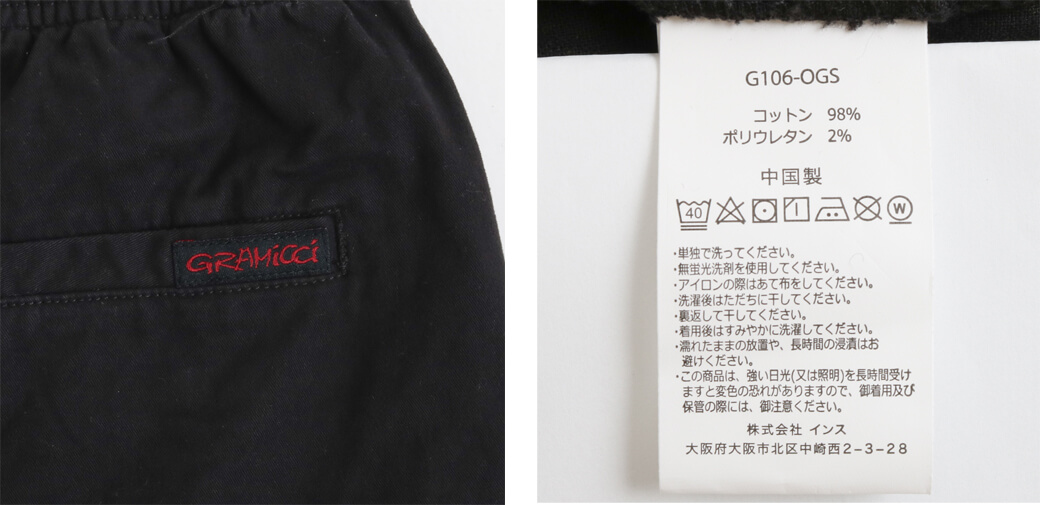 GRAMiCCi
G106-OGS
コットン 98%
ポリウレタン 2%
中国製
40
W
・単独で洗ってください。
・無蛍光洗剤を使用してください。
・アイロンの際はあて布をしてください。
・洗濯後はただちに干してください。
・裏返して干してください。
・着用後はすみやかに洗濯してください。
・濡れたままの放置や、長時間の浸漬はお
避けください。
・この商品は、強い日光(又は照明)を長時間受け
ますと変色の恐れがありますので、御着用及び
保管の際には、御注意ください。
株式会社 インス
大阪府大阪市北区中崎西2-3-28